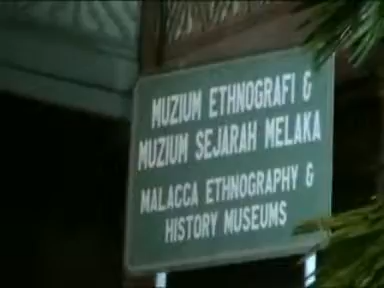 MUZIUM ETHNOGRAFI &
MUZIUM SEJARAH MELAKA
MALACCA ETHNOGRAPHY &
HISTORY MUSEUMS